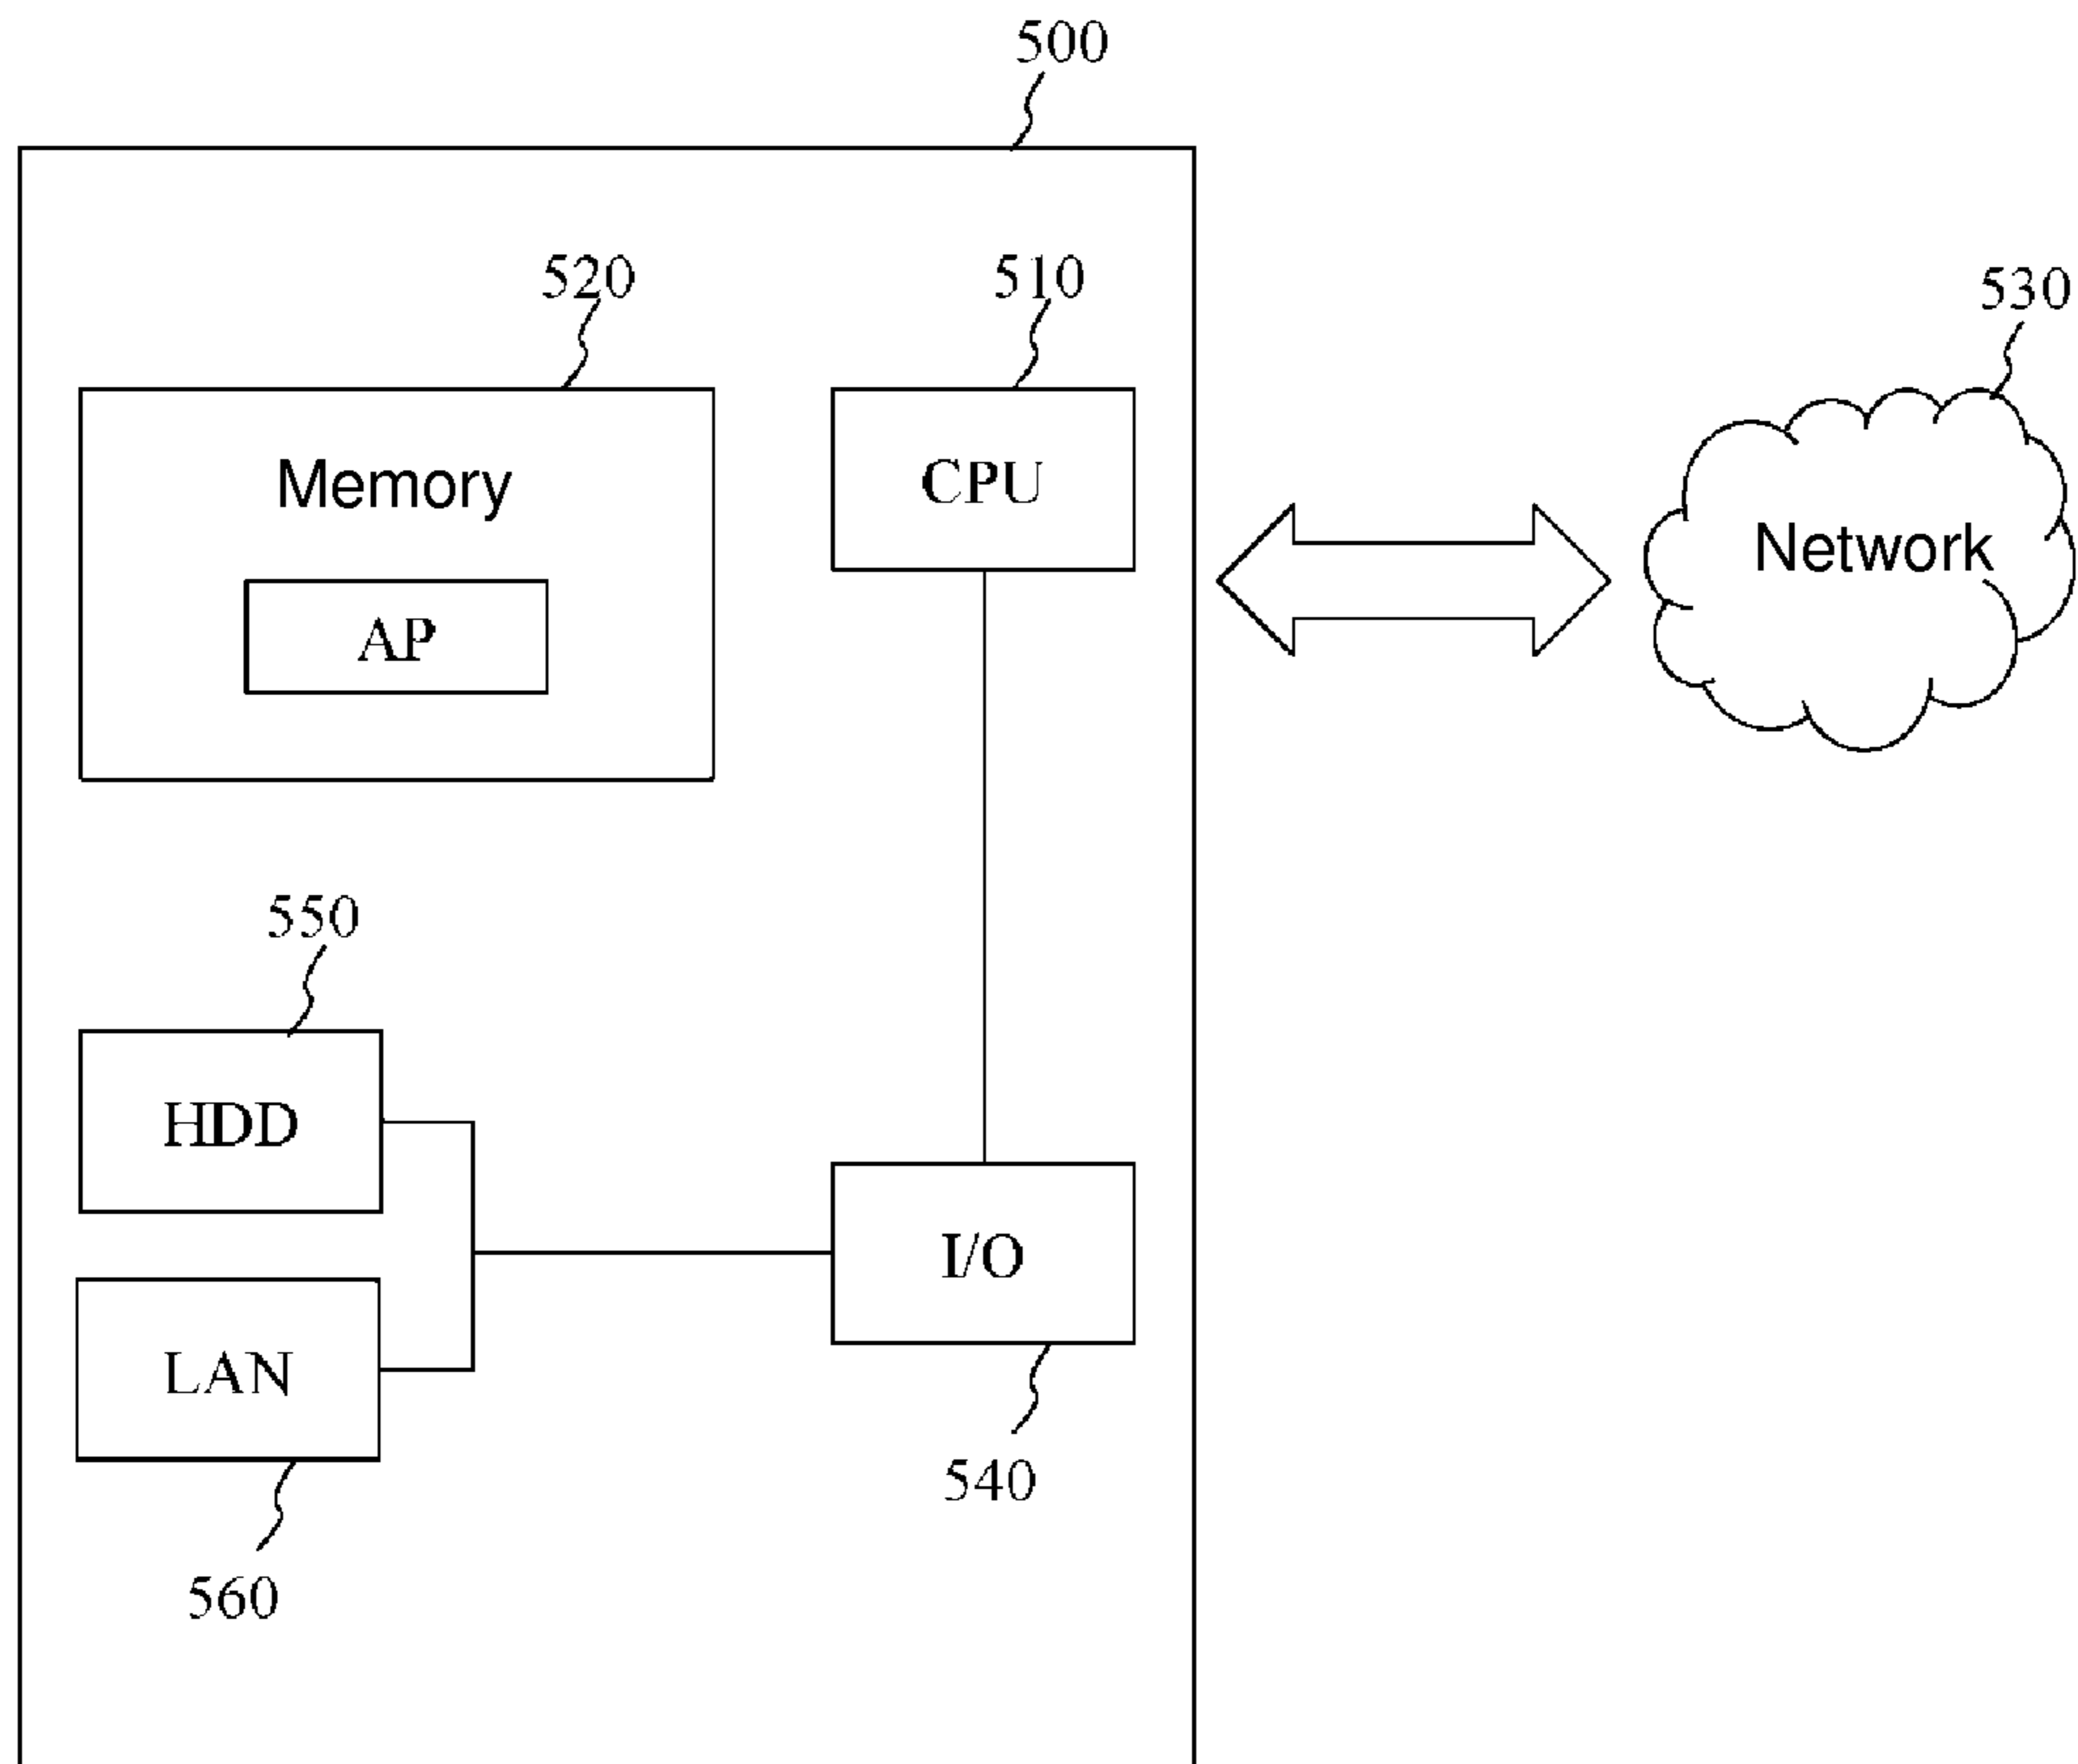 500
520
510
530
Memory
CPU
Network
AP
550
HDD
I/O
LAN
540
560